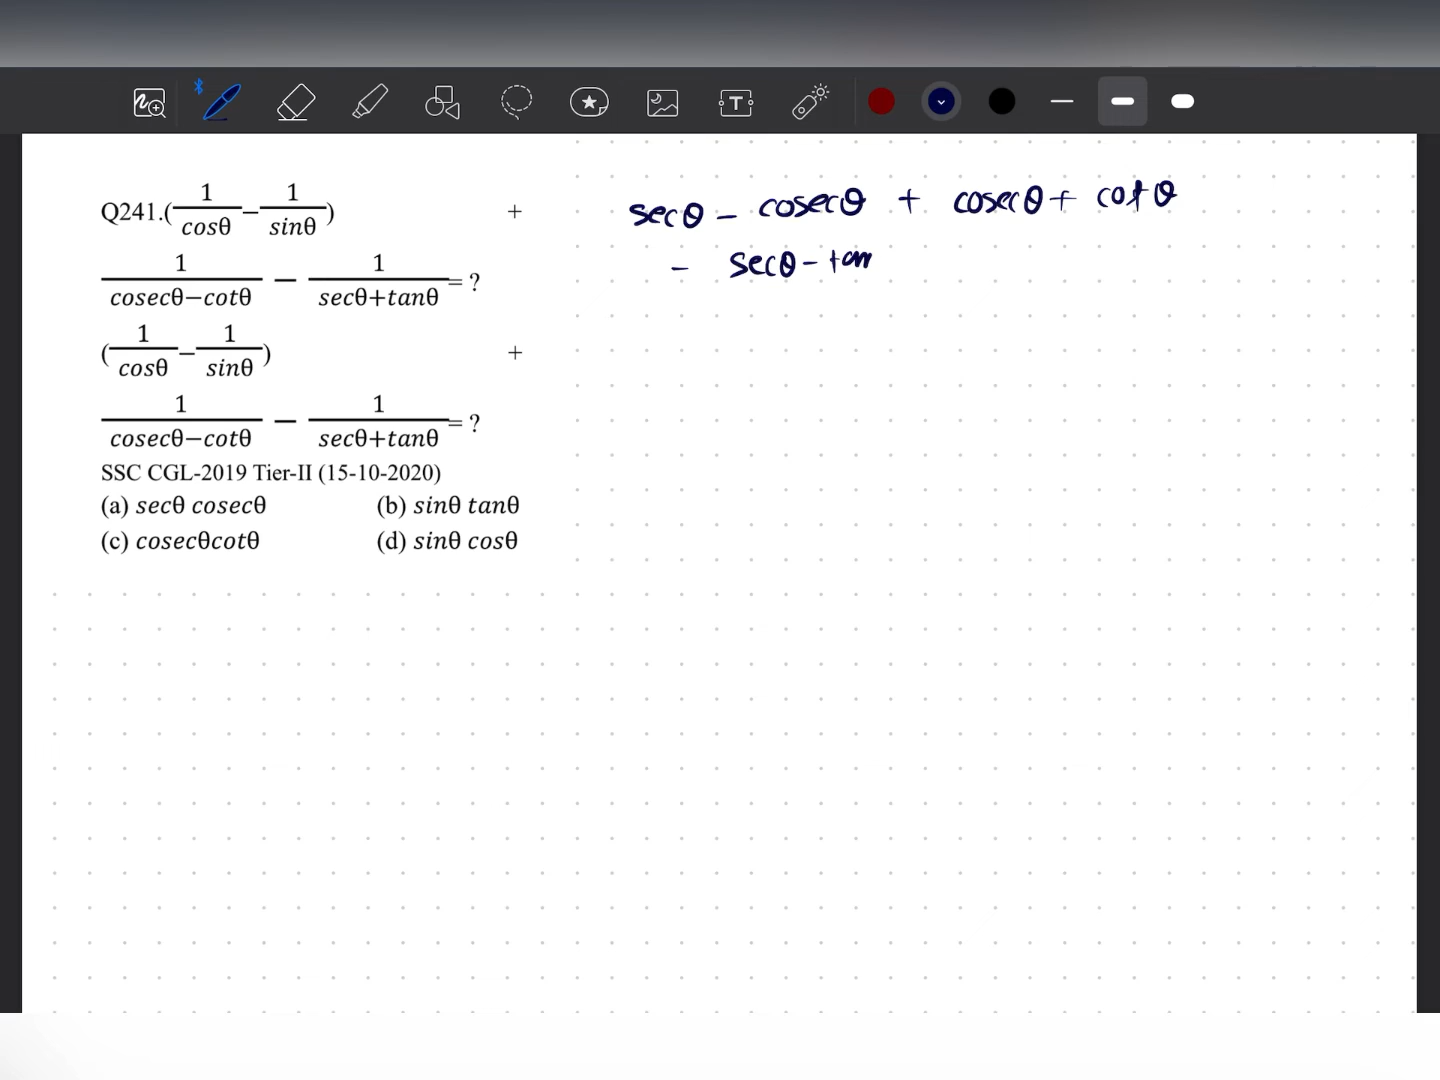 Q241.(1/cosθ − 1/sinθ) +
1/(cosecθ−cotθ) − 1/(secθ+tanθ) = ?
(1/cosθ − 1/sinθ) +
1/(cosecθ−cotθ) − 1/(secθ+tanθ) = ?
SSC CGL-2019 Tier-II (15-10-2020)
(a) secθ cosecθ (b) sinθ tanθ
(c) cosecθcotθ (d) sinθ cosθ
secθ − cosecθ + cosecθ + cotθ
− secθ − tan